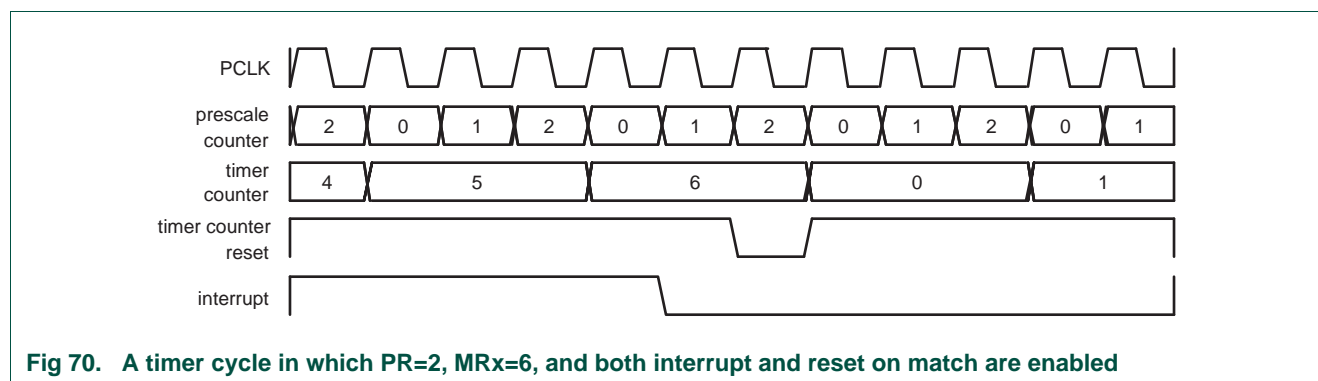 PCLK
prescale
counter
2 0 1 2 0 1 2 0 1 2 0 1
timer
counter
4 5 6 0 1
timer counter
reset
interrupt
Fig 70. A timer cycle in which PR=2, MRx=6, and both interrupt and reset on match are enabled